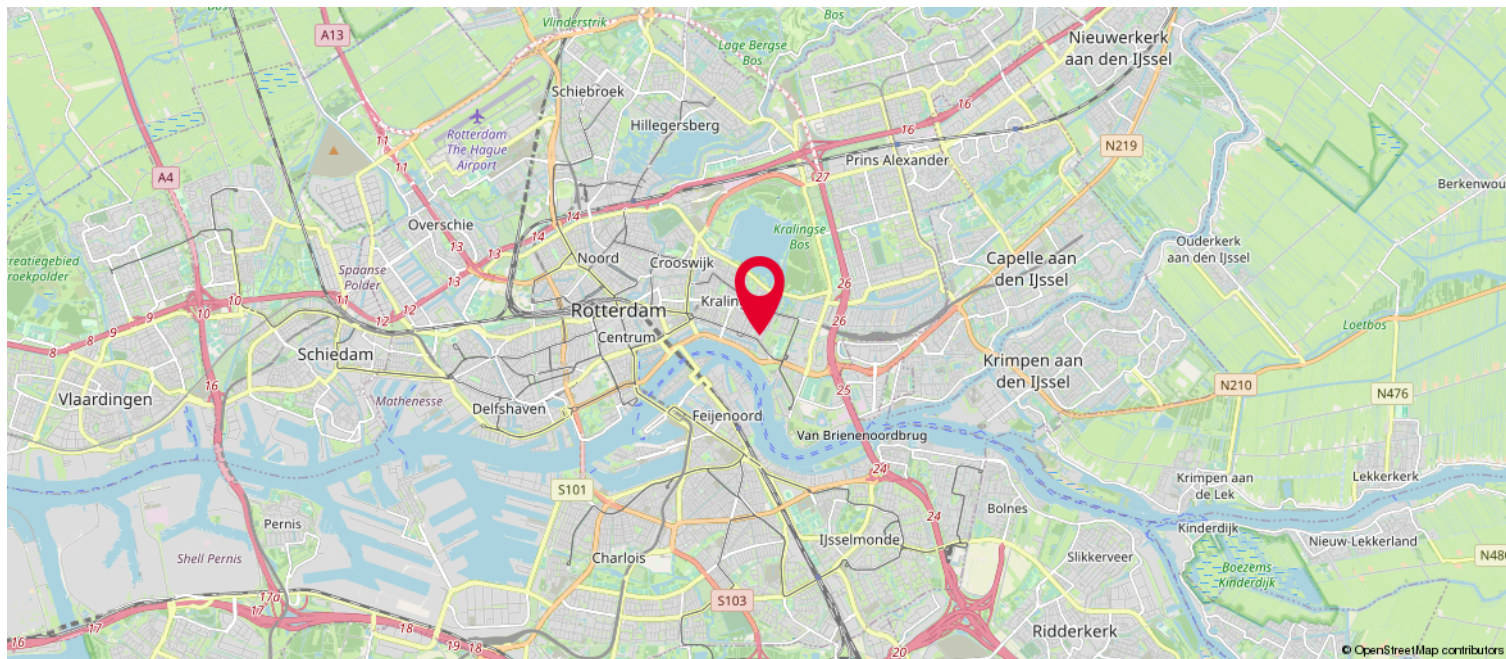 Vlinderstrik
Bos
A13
Lage Bergse
Bos
Nieuwerkerk
aan den IJssel
Schiebroek
16
Rotterdam
The Hague
Airport
Hillegersberg
16
11
11
N219
Prins Alexander
A4
27
Berkenwou
Overschie
14
14
13
13
13
Kralingse
Bos
Ouderkerk
aan den IJssel
Noord
Crooswijk
Capelle aan
den IJssel
creatiegebied
roekpolder
Spaanse
Polder
26
26
10
10
11
12
12
9
9
8
8
Rotterdam
Kraling
Centrum
Loetbos
Schiedam
16
Krimpen aan
den IJssel
25
N210
N476
Vlaardingen
Mathenesse
Delfshaven
Feijenoord
Van Brienenoordbrug
24
S101
Krimpen aan
de Lek
Lekkerkerk
24
Bolnes
Pernis
Kinderdijk
Nieuw-Lekkerland
IJsselmonde
Charlois
Shell Pernis
Slikkerveer
Boezems
Kinderdijk
N480
17a
17
17
16
18
19
18
S103
Ridderkerk
20
© OpenStreetMap contributors